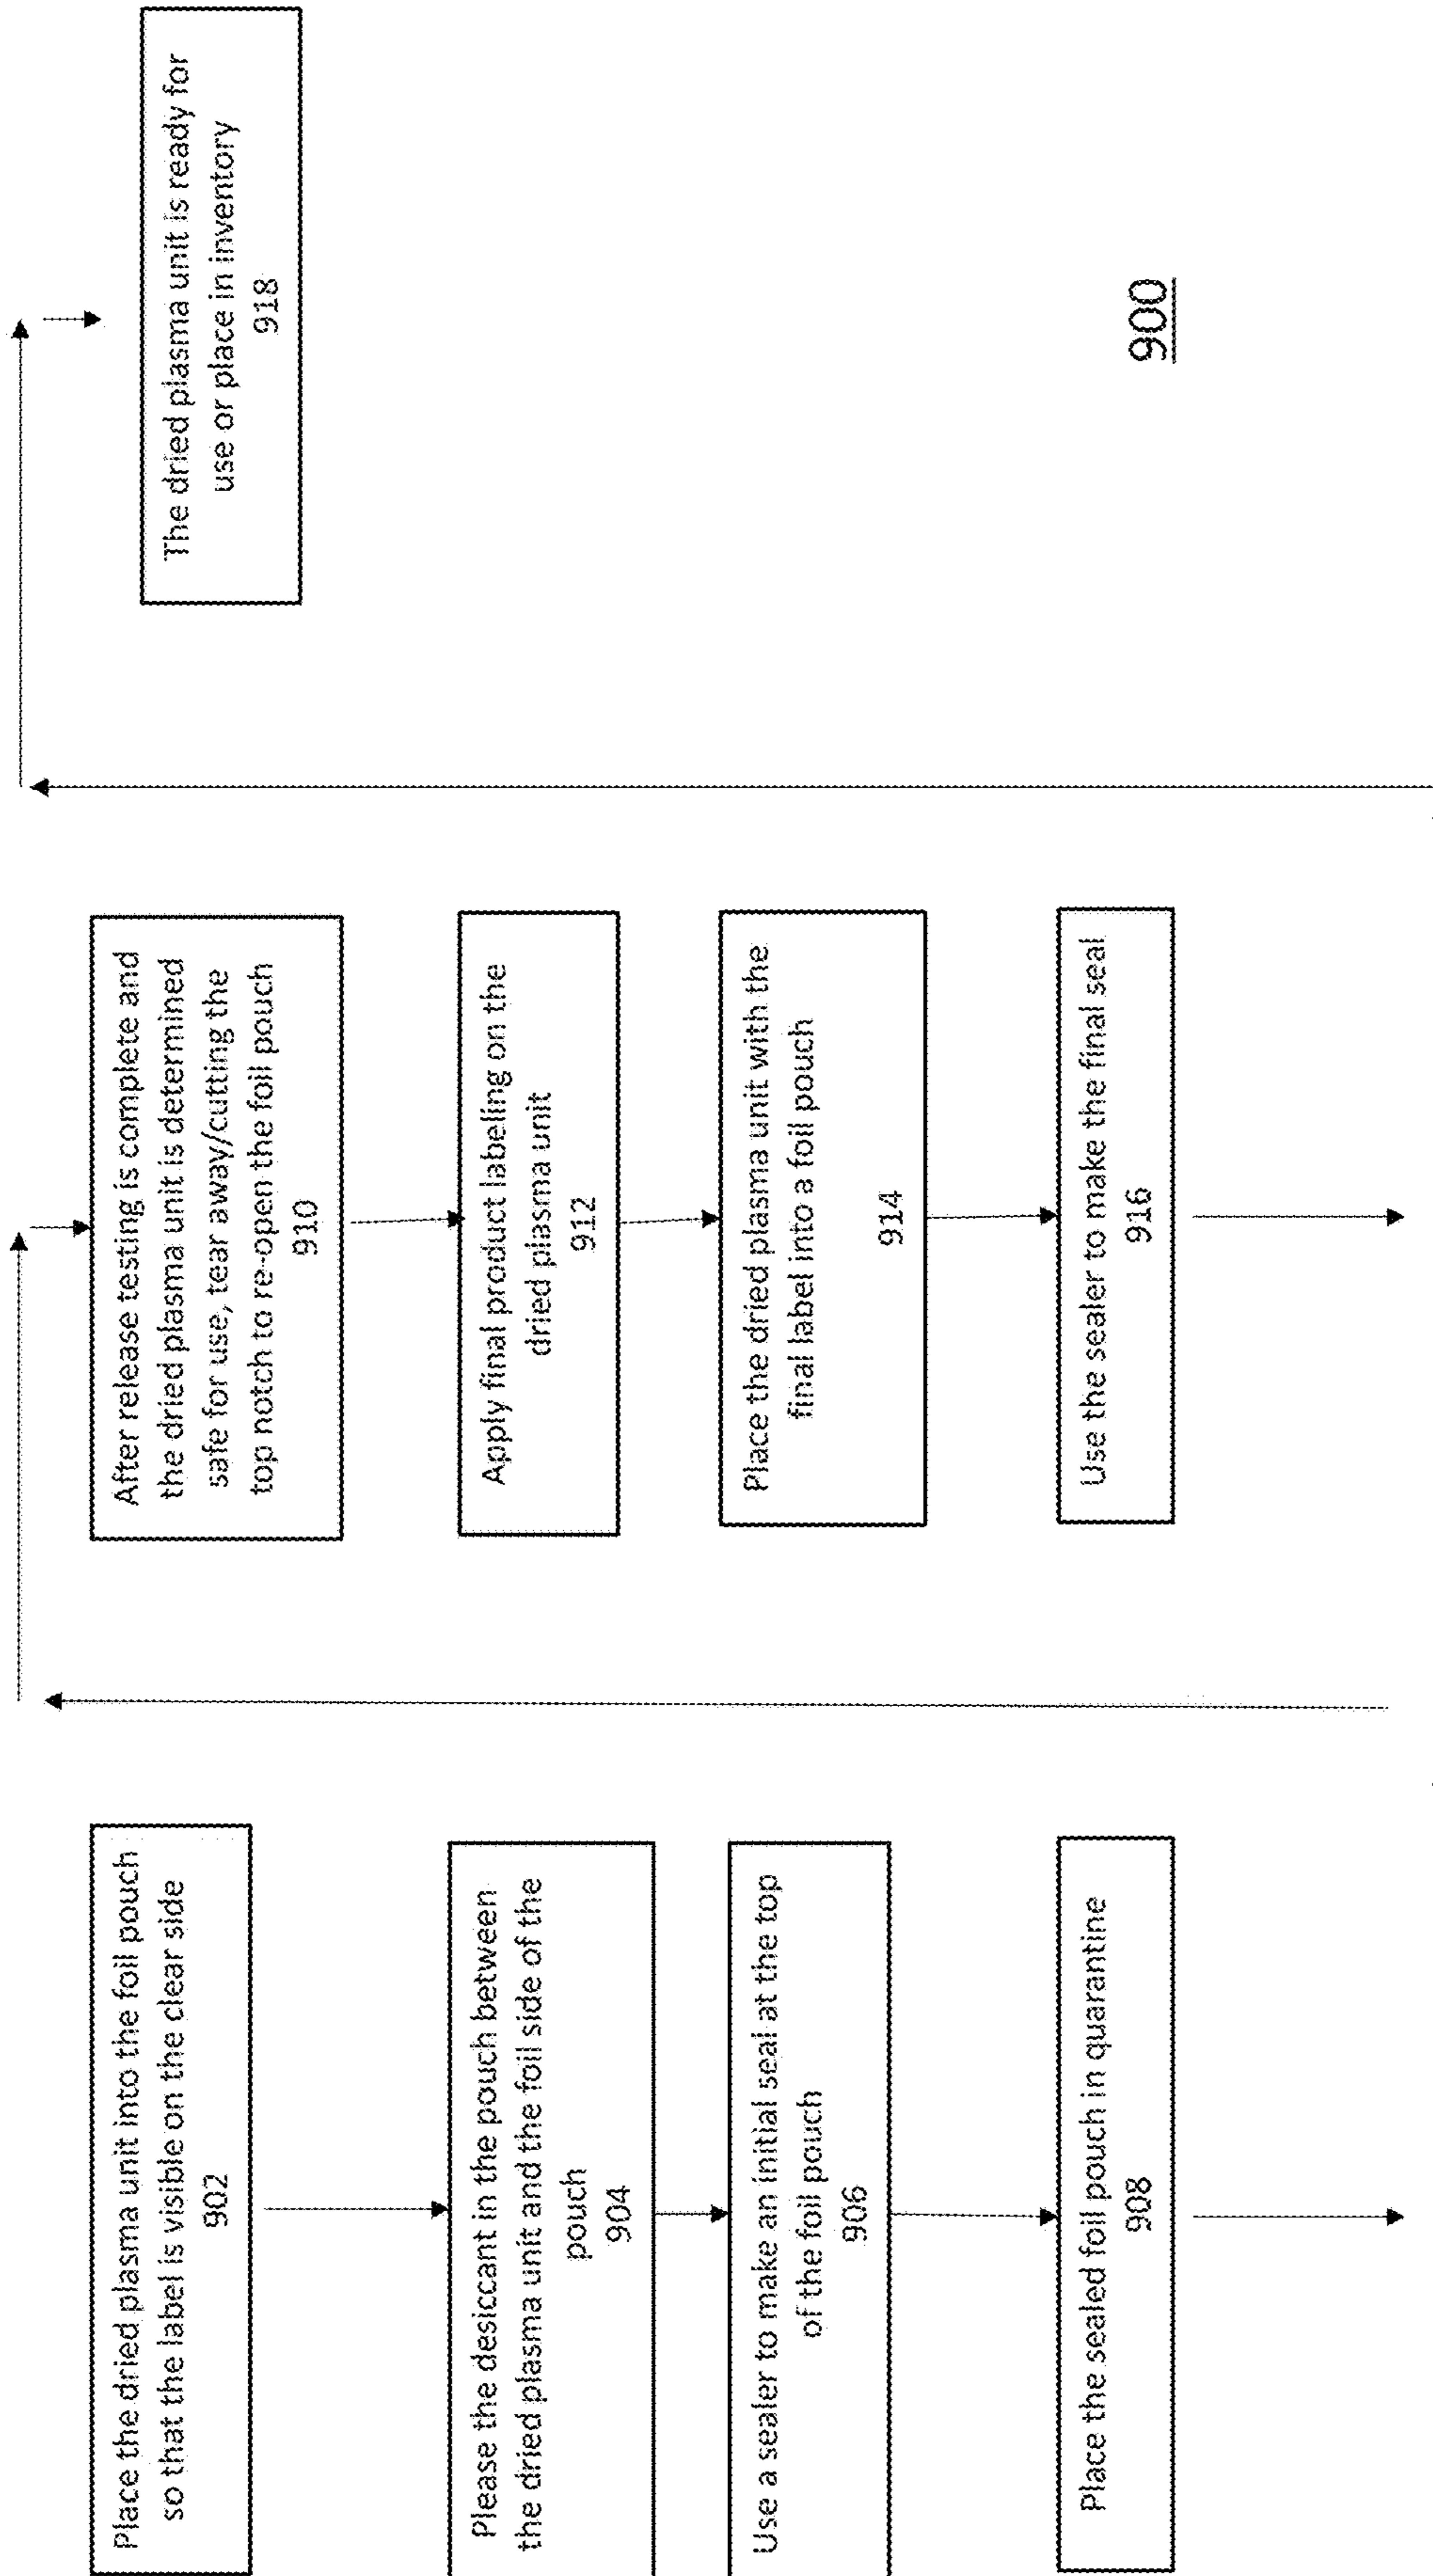 Place the dried plasma unit into the foil pouch
so that the label is visible on the clear side
902
Please the desiccant in the pouch between
the dried plasma unit and the foil side of the
pouch
904
Use a sealer to make an initial seal at the top
of the foil pouch
906
Place the sealed foil pouch in quarantine
908
After release testing is complete and
the dried plasma unit is determined
safe for use, tear away/cutting the
top notch to re-open the foil pouch
910
Apply final product labeling on the
dried plasma unit
912
Place the dried plasma unit with the
final label into a foil pouch
914
Use the sealer to make the final seal
916
The dried plasma unit is ready for
use or place in inventory
918
900